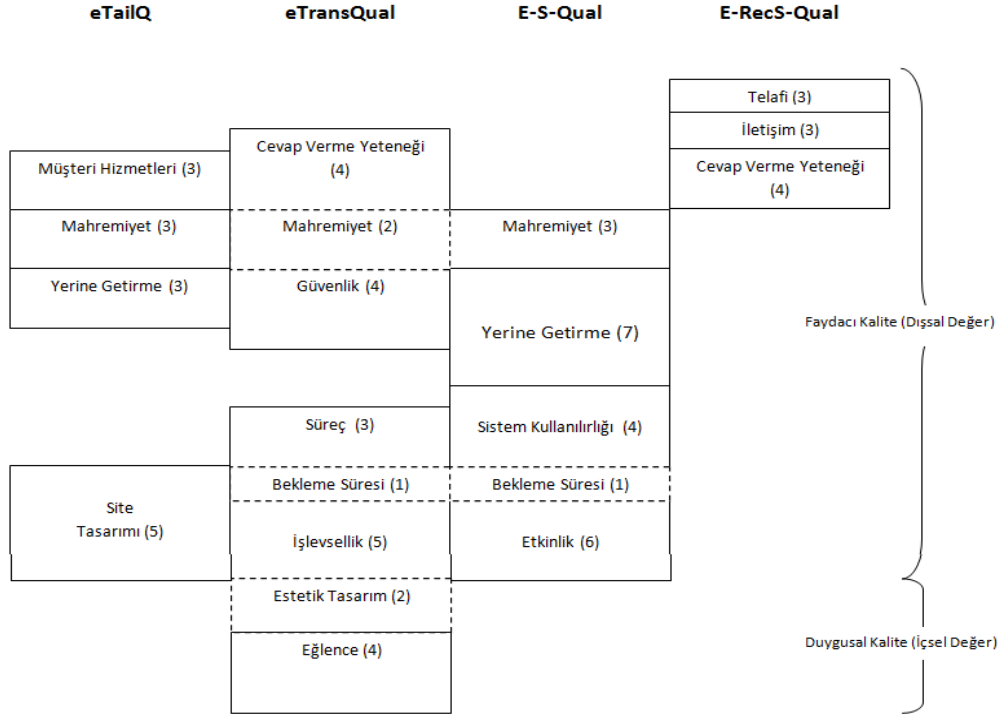 eTailQ
eTransQual
E-S-Qual
E-RecS-Qual
Müşteri Hizmetleri (3)
Mahremiyet (3)
Yerine Getirme (3)
Site
Tasarımı (5)
Cevap Verme Yeteneği
(4)
Mahremiyet (2)
Güvenlik (4)
Süreç (3)
Bekleme Süresi (1)
İşlevsellik (5)
Estetik Tasarım (2)
Eğlence (4)
Mahremiyet (3)
Yerine Getirme (7)
Sistem Kullanılırlığı (4)
Bekleme Süresi (1)
Etkinlik (6)
Telafi (3)
İletişim (3)
Cevap Verme Yeteneği
(4)
Faydacı Kalite (Dışsal Değer)
Duygusal Kalite (İçsel Değer)